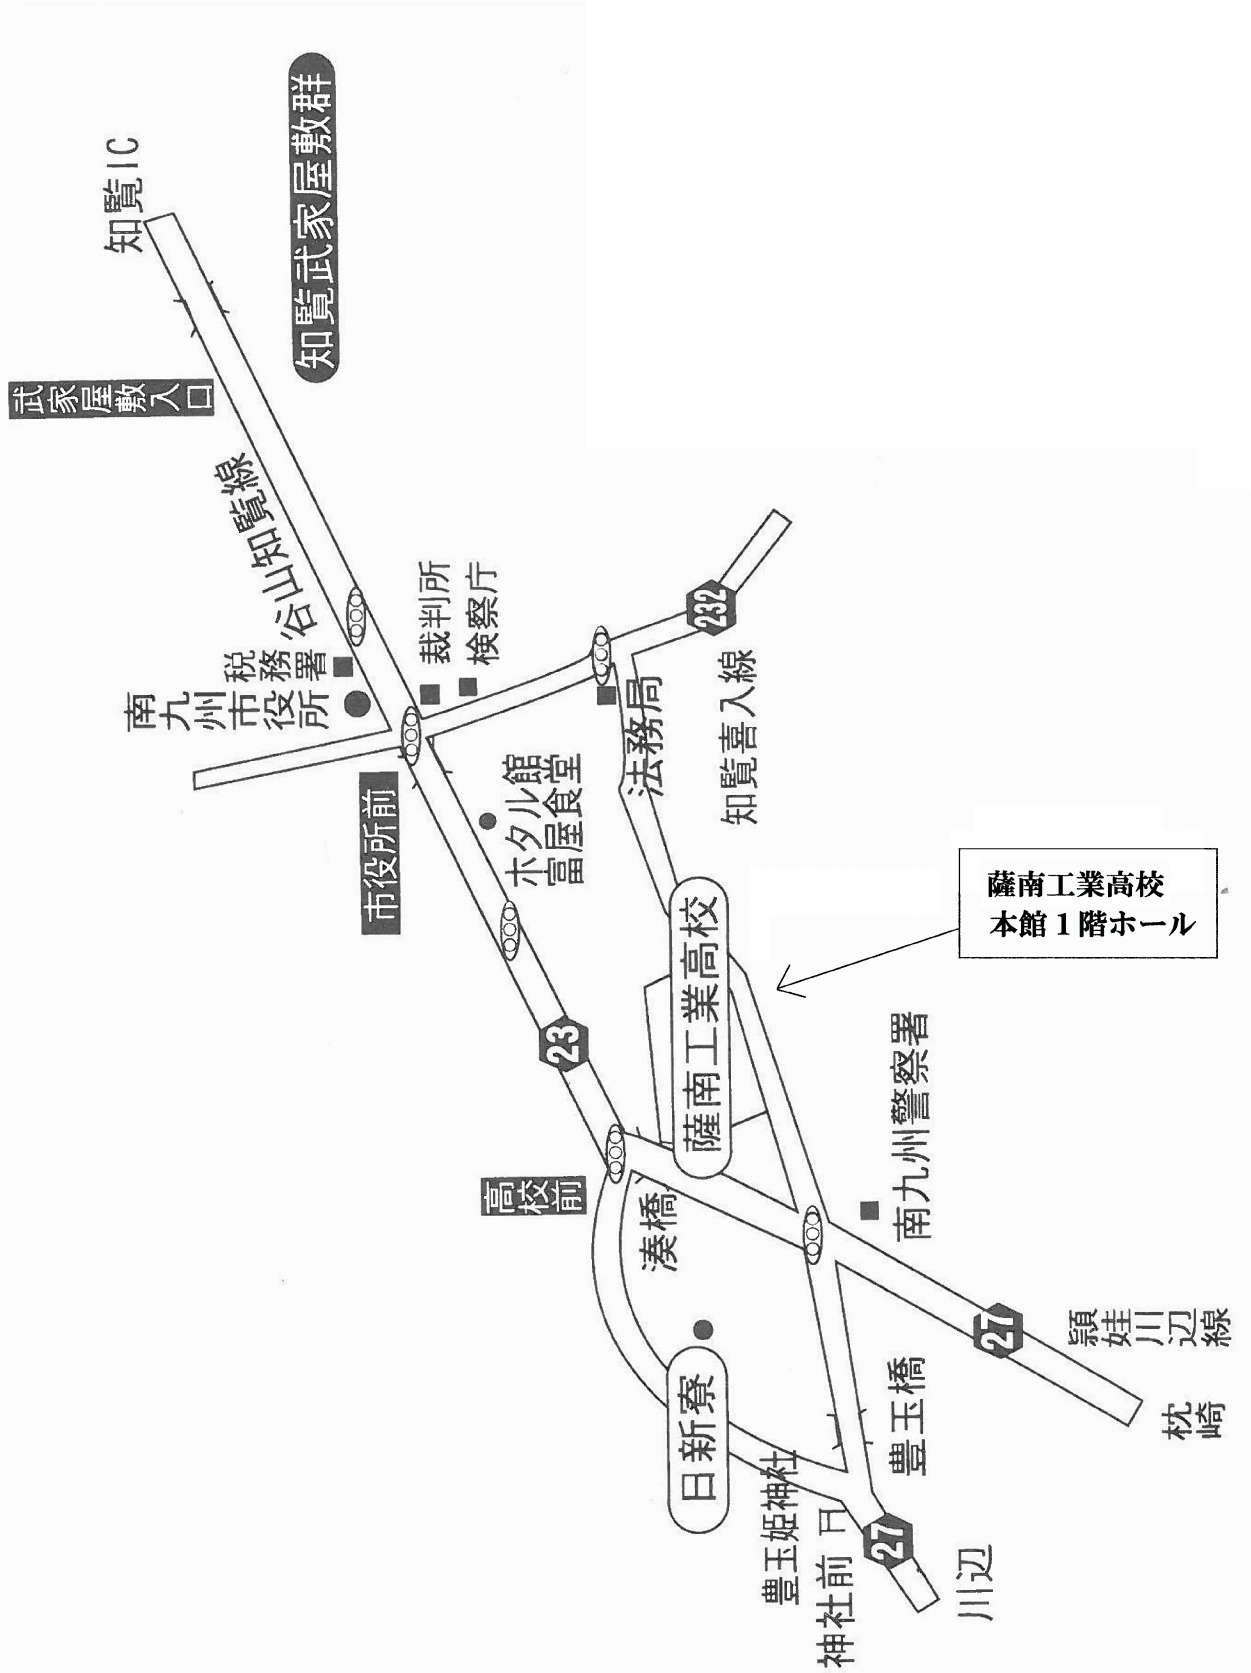 知覧IC
知覧武家屋敷群
武家屋敷入口
谷山知覧線
税務署
南九州市役所
裁判所
検察庁
232
法務局
知覧喜入線
市役所前
ホタル館
富屋食堂
薩南工業高校
本館１階ホール
23
薩南工業高校
高校前
湊橋
南九州警察署
27
頴娃川辺線
枕崎
日新寮
豊玉橋
豊玉姫神社
神社前
27
川辺